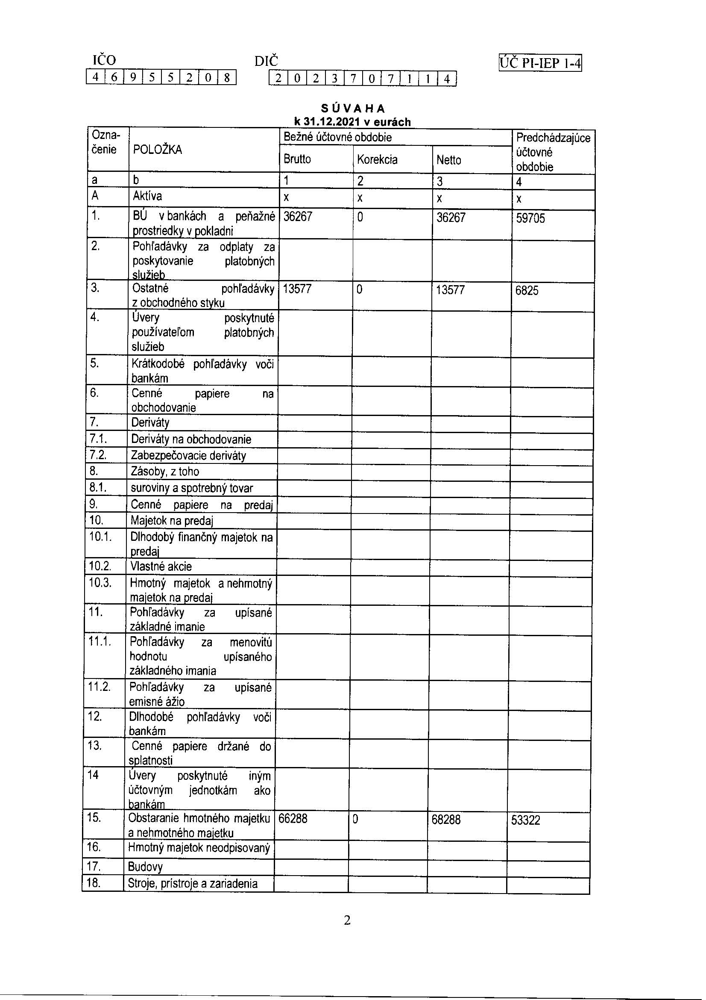 IČO DIČ ÚČ PI-IEP 1-4
4 6 9 5 5 2 0 8 2 0 2 3 7 0 7 1 1 4
S Ú V A H A
k 31.12.2021 v eurách
Ozna-
čenie
POLOŽKA
Bežné účtovné obdobie
Predchádzajúce
účtovné
obdobie
Brutto Korekcia Netto
a b 1 2 3 4
A Aktíva x x x x
1. BÚ v bankách a peňažné 36267 0 36267 59705
prostriedky v pokladni
2. Pohľadávky za odplaty za
poskytovanie platobných
služieb
3. Ostatné pohľadávky 13577 0 13577 6825
z obchodného styku
4. Úvery poskytnuté
používateľom platobných
služieb
5. Krátkodobé pohľadávky voči
bankám
6. Cenné papiere na
obchodovanie
7. Deriváty
7.1. Deriváty na obchodovanie
7.2. Zabezpečovacie deriváty
8. Zásoby, z toho
8.1. suroviny a spotrebný tovar
9. Cenné papiere na predaj
10. Majetok na predaj
10.1. Dlhodobý finančný majetok na
predaj
10.2. Vlastné akcie
10.3. Hmotný majetok a nehmotný
majetok na predaj
11. Pohľadávky za upísané
základné imanie
11.1. Pohľadávky za menovitú
hodnotu upísaného
základného imania
11.2. Pohľadávky za upísané
emisné ážio
12. Dlhodobé pohľadávky voči
bankám
13. Cenné papiere držané do
splatnosti
14 Úvery poskytnuté iným
účtovným jednotkám ako
bankám
15. Obstaranie hmotného majetku 66288 0 68288 53322
a nehmotného majetku
16. Hmotný majetok neodpisovaný
17. Budovy
18. Stroje, prístroje a zariadenia
2